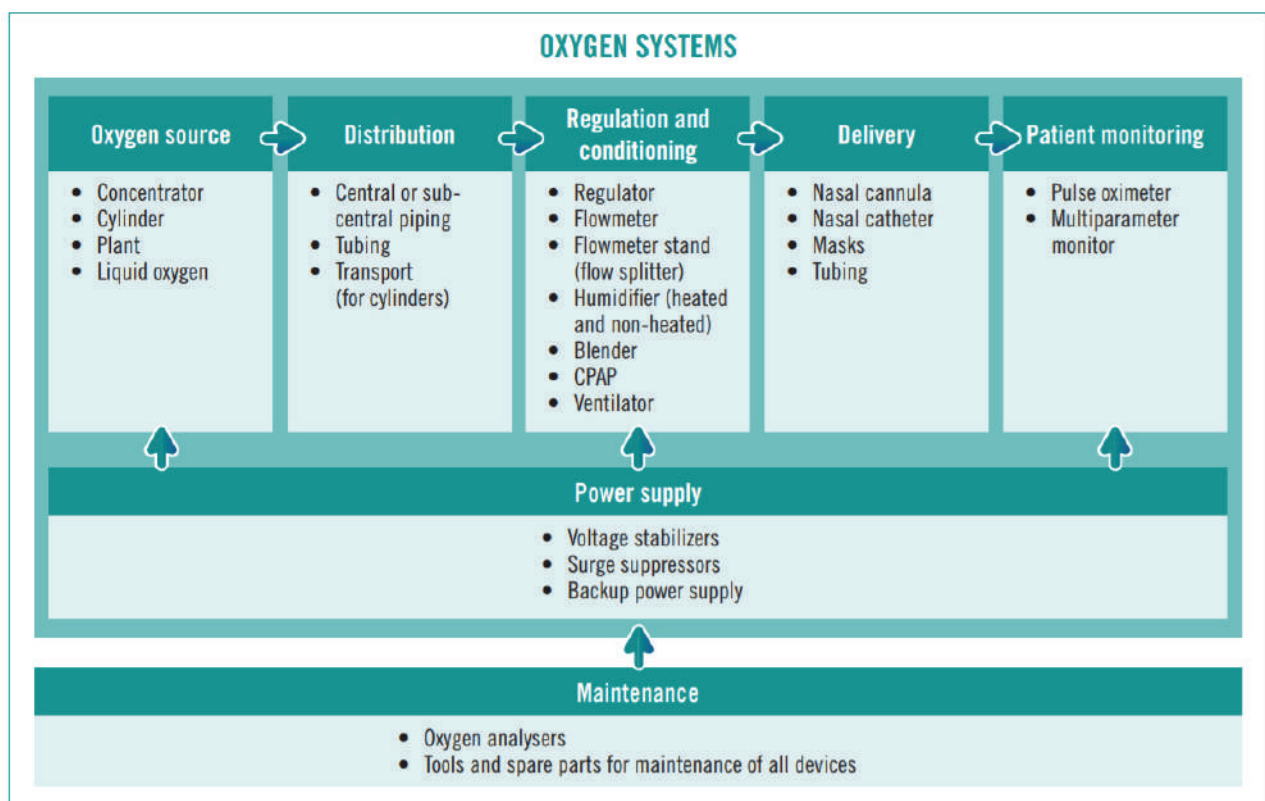 OXYGEN SYSTEMS
Oxygen source
• Concentrator
• Cylinder
• Plant
• Liquid oxygen
Distribution
• Central or sub-
central piping
• Tubing
• Transport
(for cylinders)
Regulation and
conditioning
• Regulator
• Flowmeter
• Flowmeter stand
(flow splitter)
• Humidifier (heated
and non-heated)
• Blender
• CPAP
• Ventilator
Delivery
• Nasal cannula
• Nasal catheter
• Masks
• Tubing
Patient monitoring
• Pulse oximeter
• Multiparameter
monitor
Power supply
• Voltage stabilizers
• Surge suppressors
• Backup power supply
Maintenance
• Oxygen analysers
• Tools and spare parts for maintenance of all devices